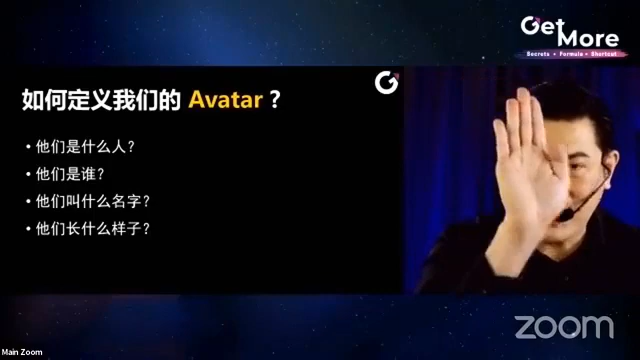 Get
More
Secrets • Formula • Shortcut
如何定义我们的 Avatar ?
• 他们是什么人?
• 他们是谁?
• 他们叫什么名字?
• 他们长什么样子?
zoom
Main Zoom